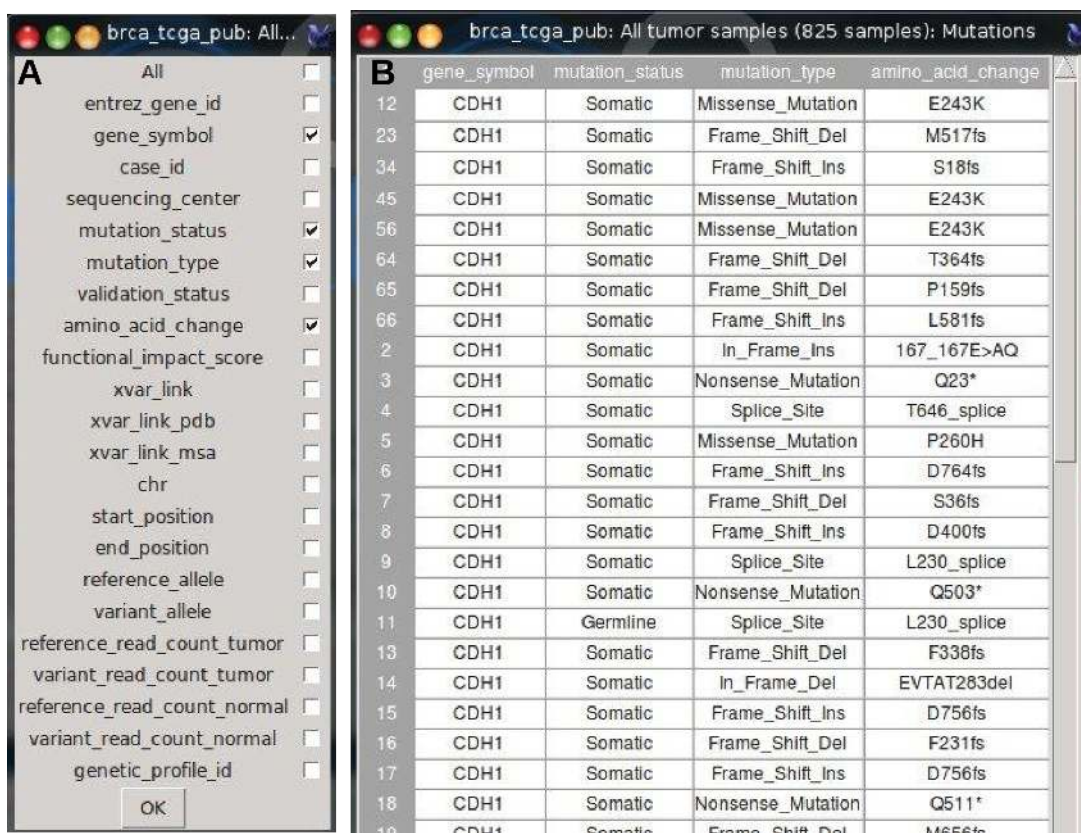 brca_tcga_pub: All...
A
All
entrez_gene_id
gene_symbol
case_id
sequencing_center
mutation_status
mutation_type
validation_status
amino_acid_change
functional_impact_score
xvar_link
xvar_link_pdb
xvar_link_msa
chr
start_position
end_position
reference_allele
variant_allele
reference_read_count_tumor
variant_read_count_tumor
reference_read_count_normal
variant_read_count_normal
genetic_profile_id
OK
brca_tcga_pub: All tumor samples (825 samples): Mutations
B gene_symbol mutation_status mutation_type amino_acid_change
12 CDH1 Somatic Missense_Mutation E243K
23 CDH1 Somatic Frame_Shift_Del M517fs
34 CDH1 Somatic Frame_Shift_Ins S18fs
45 CDH1 Somatic Missense_Mutation E243K
56 CDH1 Somatic Missense_Mutation E243K
64 CDH1 Somatic Frame_Shift_Del T364fs
65 CDH1 Somatic Frame_Shift_Del P159fs
66 CDH1 Somatic Frame_Shift_Ins L581fs
2 CDH1 Somatic In_Frame_Ins 167_167E>AQ
3 CDH1 Somatic Nonsense_Mutation Q23*
4 CDH1 Somatic Splice_Site T646_splice
5 CDH1 Somatic Missense_Mutation P260H
6 CDH1 Somatic Frame_Shift_Ins D764fs
7 CDH1 Somatic Frame_Shift_Del S36fs
8 CDH1 Somatic Frame_Shift_Ins D400fs
9 CDH1 Somatic Splice_Site L230_splice
10 CDH1 Somatic Nonsense_Mutation Q503*
11 CDH1 Germline Splice_Site L230_splice
13 CDH1 Somatic Frame_Shift_Del F338fs
14 CDH1 Somatic In_Frame_Del EVTAT283del
15 CDH1 Somatic Frame_Shift_Ins D756fs
16 CDH1 Somatic Frame_Shift_Del F231fs
17 CDH1 Somatic Frame_Shift_Ins D756fs
18 CDH1 Somatic Nonsense_Mutation Q511*
19 CDH1 Somatic Frame_Shift_Del M656fs